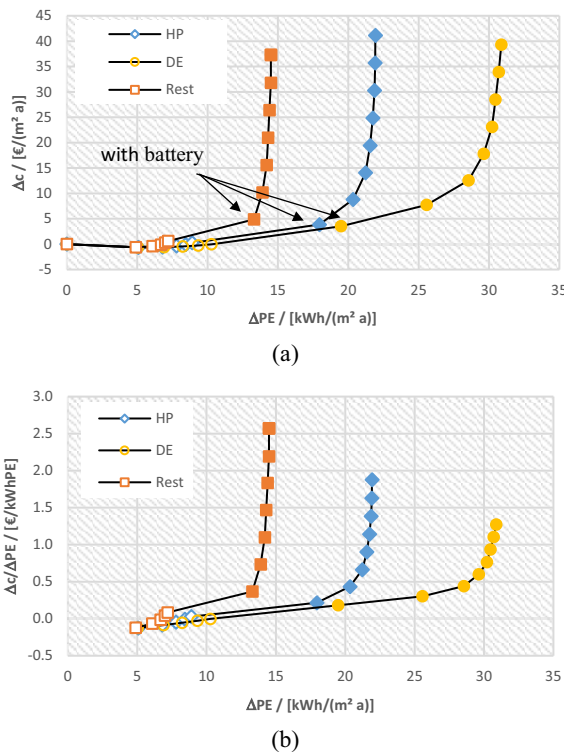 45
40
35
30
25
20
15
10
5
0
-5
Δc / [€/(m² a)]
HP
DE
Rest
with battery
0 5 10 15 20 25 30 35
ΔPE / [kWh/(m² a)]
(a)
3.0
2.5
2.0
1.5
1.0
0.5
0.0
-0.5
Δc/ΔPE / [€/kWhPE]
HP
DE
Rest
0 5 10 15 20 25 30 35
ΔPE / [kWh/(m² a)]
(b)